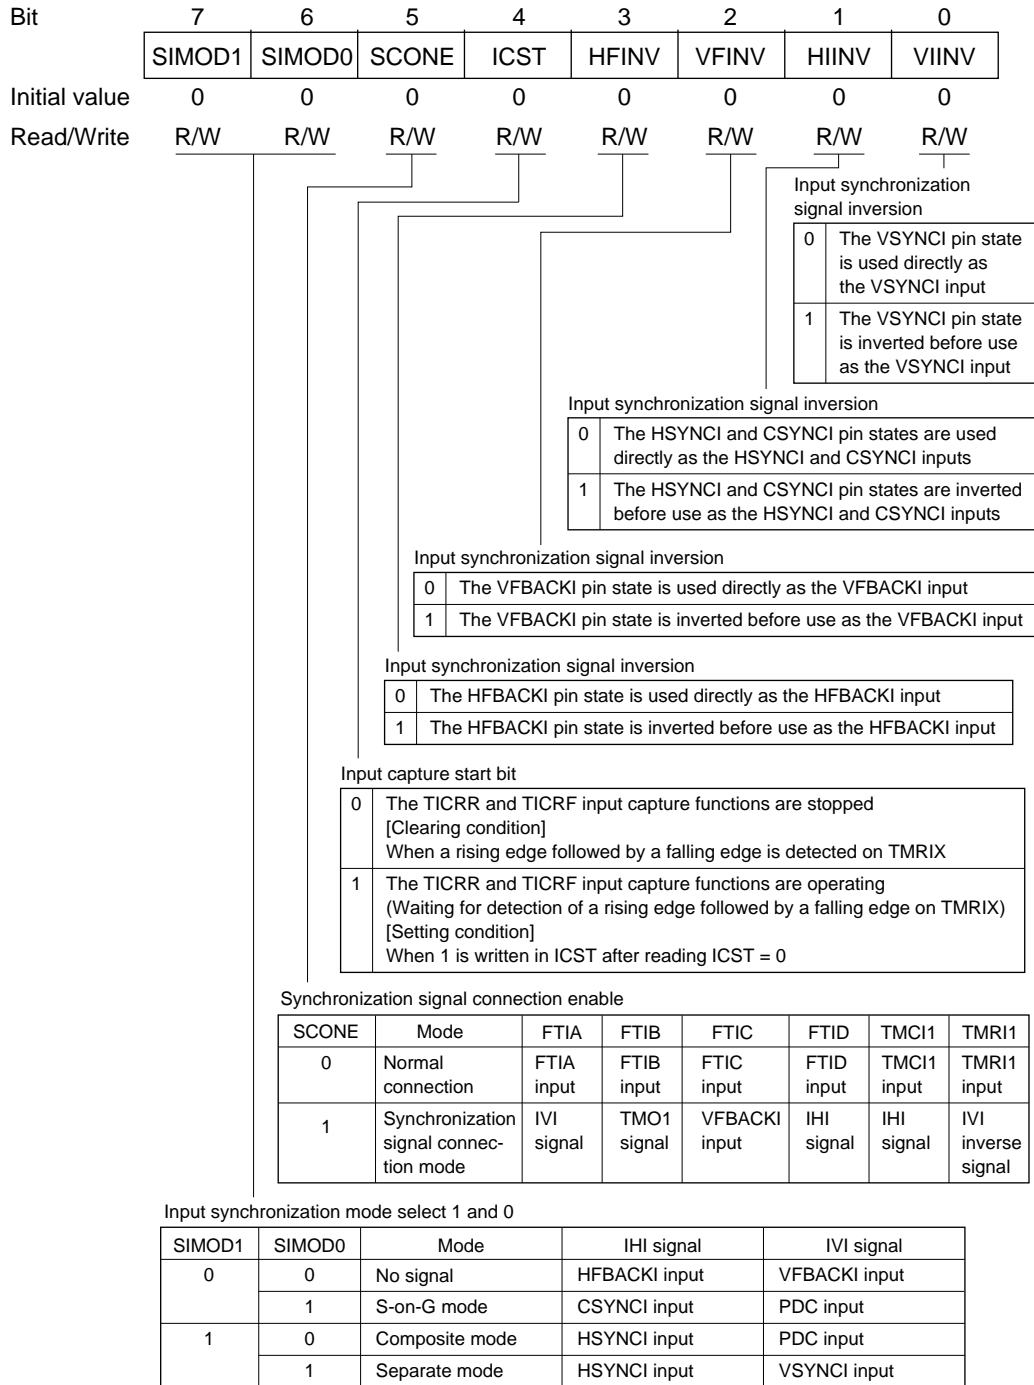 Bit 7 6 5 4 3 2 1 0
SIMOD1 SIMOD0 SCONE ICST HFINV VFINV HIINV VIINV
Initial value 0 0 0 0 0 0 0 0
Read/Write R/W R/W R/W R/W R/W R/W R/W R/W
Input synchronization
signal inversion
0 The VSYNCI pin state
is used directly as
the VSYNCI input
1 The VSYNCI pin state
is inverted before use
as the VSYNCI input
Input synchronization signal inversion
0 The HSYNCI and CSYNCI pin states are used
directly as the HSYNCI and CSYNCI inputs
1 The HSYNCI and CSYNCI pin states are inverted
before use as the HSYNCI and CSYNCI inputs
Input synchronization signal inversion
0 The VFBACKI pin state is used directly as the VFBACKI input
1 The VFBACKI pin state is inverted before use as the VFBACKI input
Input synchronization signal inversion
0 The HFBACKI pin state is used directly as the HFBACKI input
1 The HFBACKI pin state is inverted before use as the HFBACKI input
Input capture start bit
0 The TICRR and TICRF input capture functions are stopped
[Clearing condition]
When a rising edge followed by a falling edge is detected on TMRIX
1 The TICRR and TICRF input capture functions are operating
(Waiting for detection of a rising edge followed by a falling edge on TMRIX)
[Setting condition]
When 1 is written in ICST after reading ICST = 0
Synchronization signal connection enable
SCONE Mode FTIA FTIB FTIC FTID TMCI1 TMRI1
0 Normal FTIA FTIB FTIC FTID TMCI1 TMRI1
connection input input input input input input
1 Synchronization IVI TMO1 VFBACKI IHI IHI IVI
signal connec- signal signal input signal signal inverse
tion mode signal
Input synchronization mode select 1 and 0
SIMOD1 SIMOD0 Mode IHI signal IVI signal
0 0 No signal HFBACKI input VFBACKI input
1 S-on-G mode CSYNCI input PDC input
1 0 Composite mode HSYNCI input PDC input
1 Separate mode HSYNCI input VSYNCI input